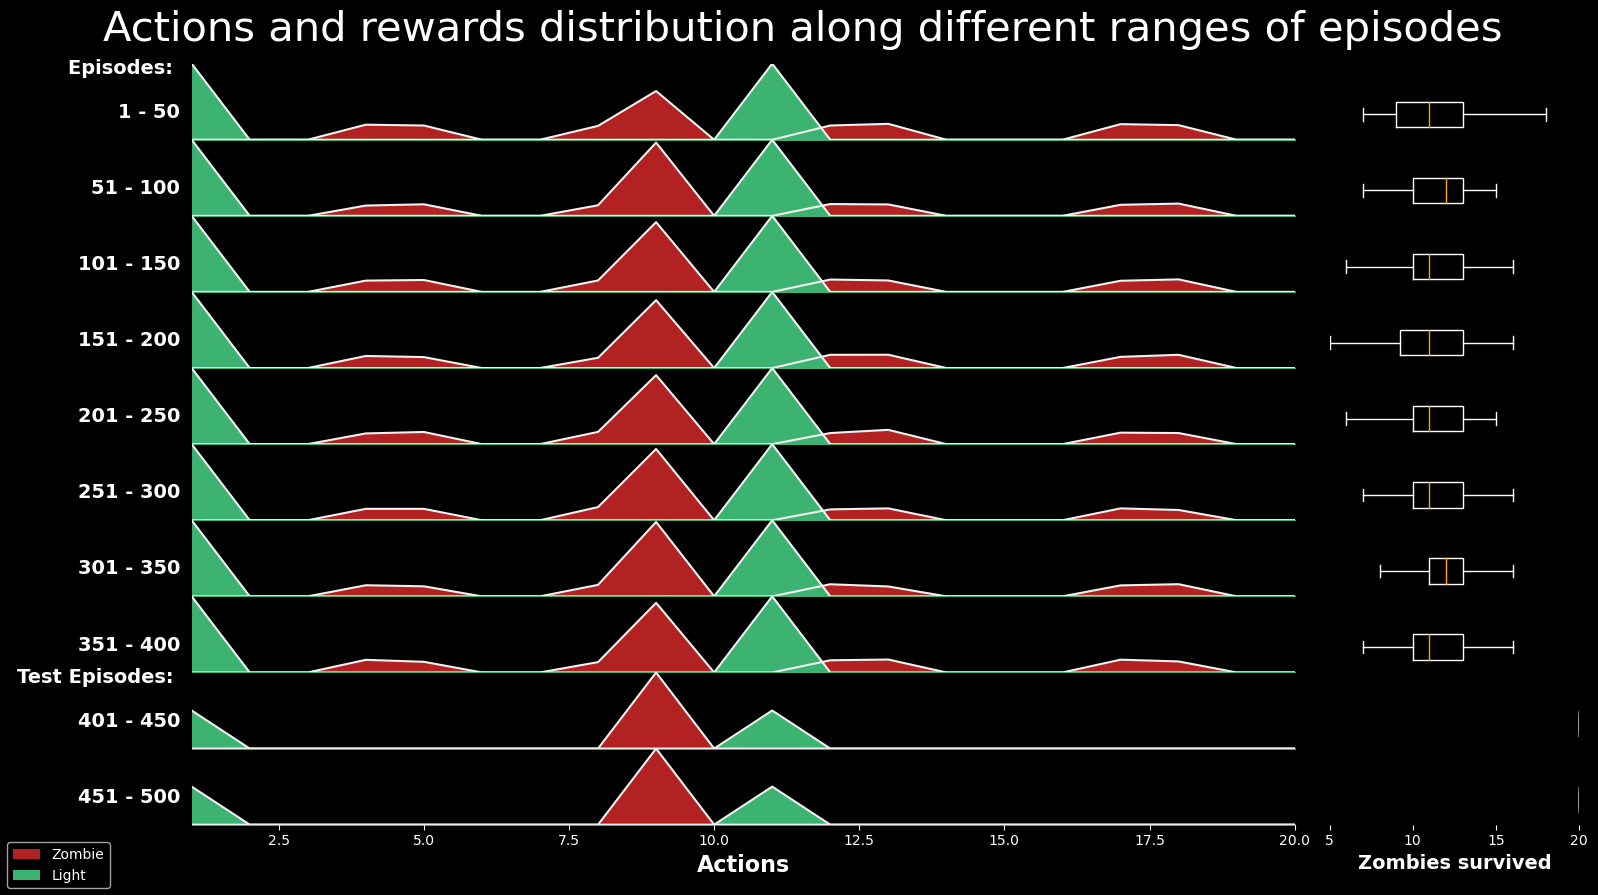 Actions and rewards distribution along different ranges of episodes
Episodes:
1 - 50
51 - 100
101 - 150
151 - 200
201 - 250
251 - 300
301 - 350
351 - 400
Test Episodes:
401 - 450
451 - 500
2.5 5.0 7.5 10.0 12.5 15.0 17.5 20.0 5 10 15 20
Actions
Zombies survived
Zombie
Light